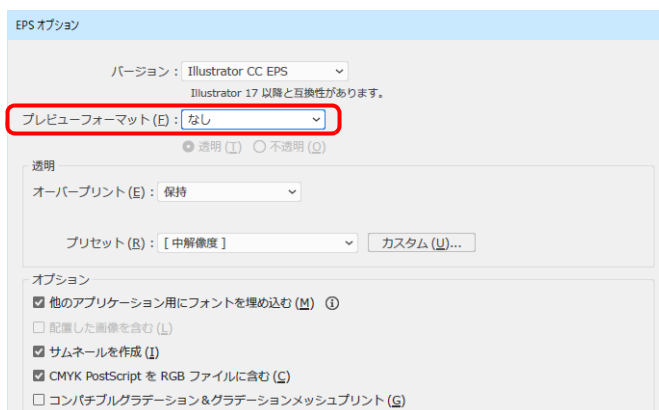 EPS オプション
バージョン : Illustrator CC EPS
Illustrator 17 以降と互換性があります。
プレビューフォーマット (F) : なし
透明 (T) 不透明 (O)
透明
オーバープリント (E) : 保持
プリセット (R) : [ 中解像度 ] カスタム (U)...
オプション
他のアプリケーション用にフォントを埋め込む (M)
配置した画像を含む (L)
サムネールを作成 (I)
CMYK PostScript を RGB ファイルに含む (C)
コンパチブルグラデーション＆グラデーションメッシュプリント (G)